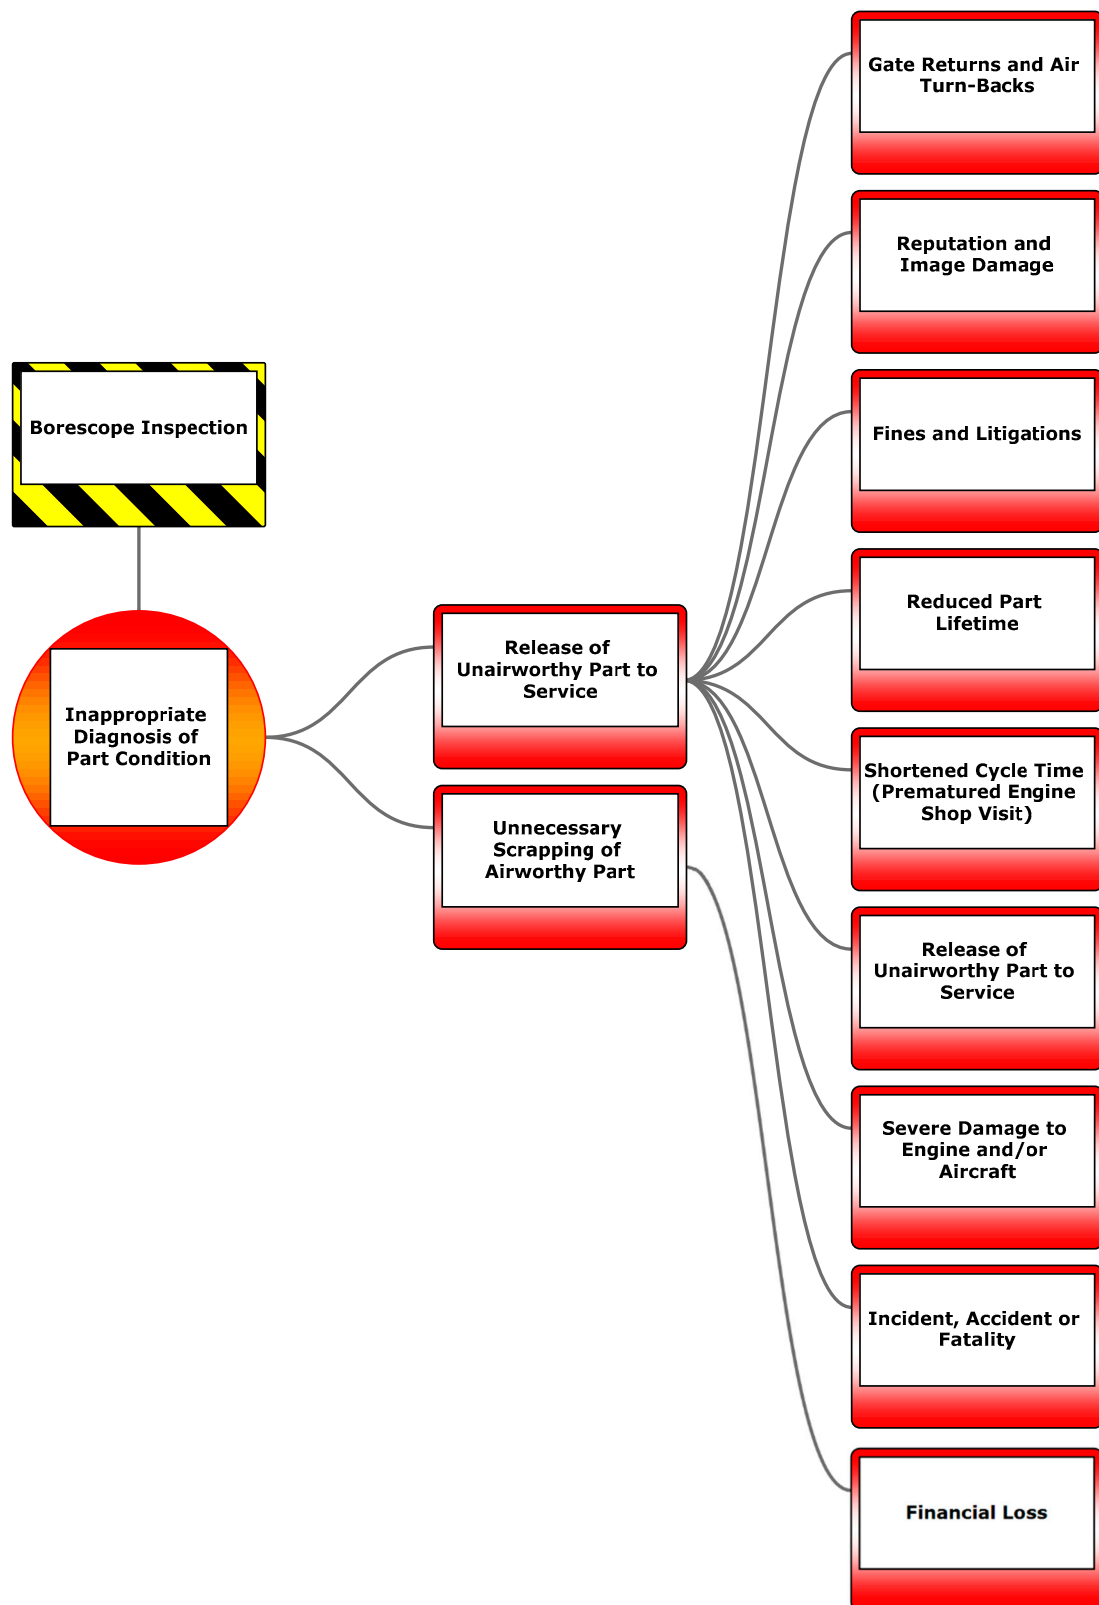 Borescope Inspection
Inappropriate
Diagnosis of
Part Condition
Release of
Unairworthy Part to
Service
Unnecessary
Scrapping of
Airworthy Part
Gate Returns and Air
Turn-Backs
Reputation and
Image Damage
Fines and Litigations
Reduced Part
Lifetime
Shortened Cycle Time
(Prematured Engine
Shop Visit)
Release of
Unairworthy Part to
Service
Severe Damage to
Engine and/or
Aircraft
Incident, Accident or
Fatality
Financial Loss